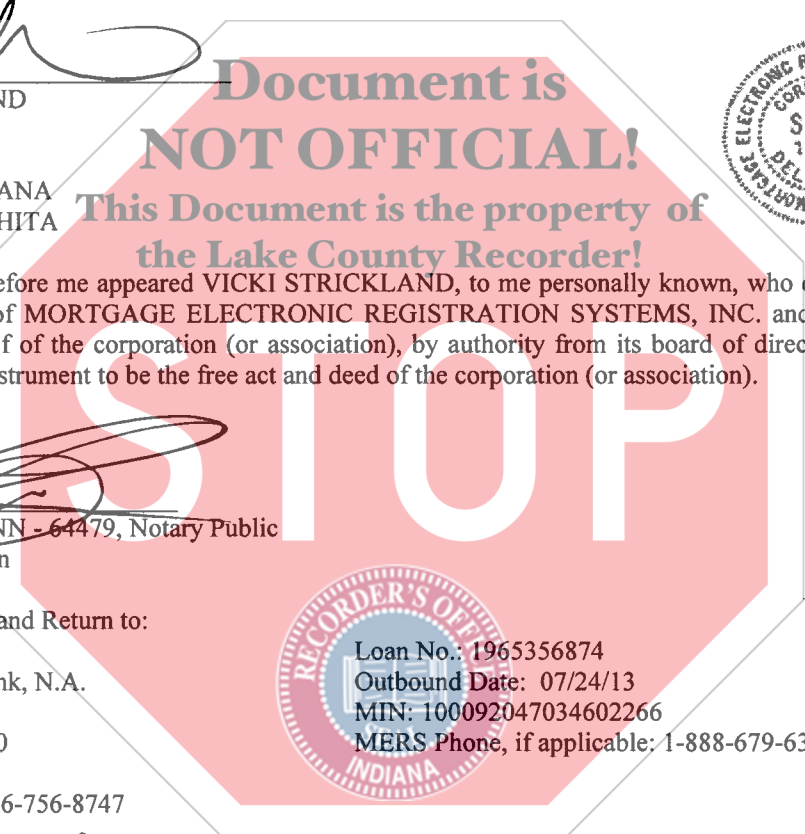 ND
Document is
NOT OFFICIAL!
ANA
This Document is the property of
HITA
the Lake County Recorder!
efore me appeared VICKI STRICKLAND, to me personally known, who
of MORTGAGE ELECTRONIC REGISTRATION SYSTEMS, INC. and
f of the corporation (or association), by authority from its board of direc
strument to be the free act and deed of the corporation (or association).
STOP
NN - 64479, Notary Public
n
and Return to:
nk, N.A.
0
6-756-8747
Loan No.: 1965356874
Outbound Date: 07/24/13
MIN: 100092047034602266
MERS Phone, if applicable: 1-888-679-63
RECORDER'S OFFICE
SEAL
INDIANA
MORTGAGE ELECTRONIC